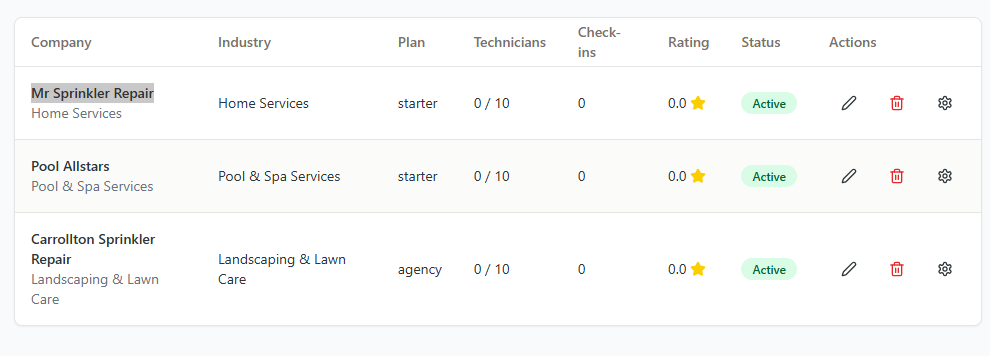 Company Industry Plan Technicians Check-
ins Rating Status Actions
Mr Sprinkler Repair
Home Services Home Services starter 0 / 10 0 0.0 Active
Pool Allstars
Pool & Spa Services Pool & Spa Services starter 0 / 10 0 0.0 Active
Carrollton Sprinkler
Repair
Landscaping & Lawn
Care Landscaping & Lawn
Care agency 0 / 10 0 0.0 Active